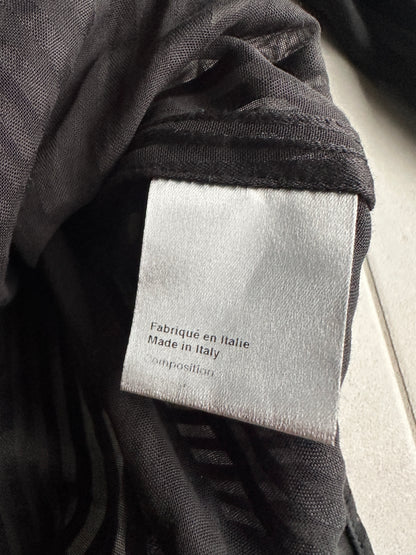 Fabriqué en Italie
Made in Italy
Composition